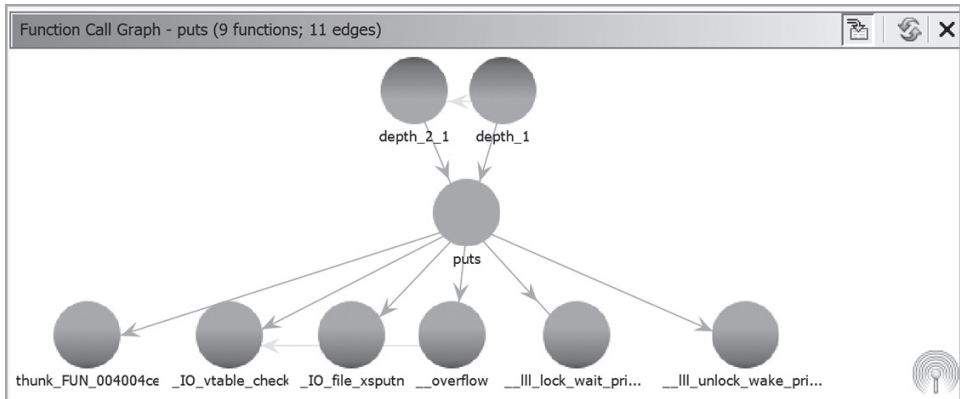 Function Call Graph - puts (9 functions; 11 edges)
depth_2_1
depth_1
puts
thunk_FUN_004004ce
_IO_vtable_check
_IO_file_xsputn
__overflow
__lll_lock_wait_pri...
__lll_unlock_wake_pri...